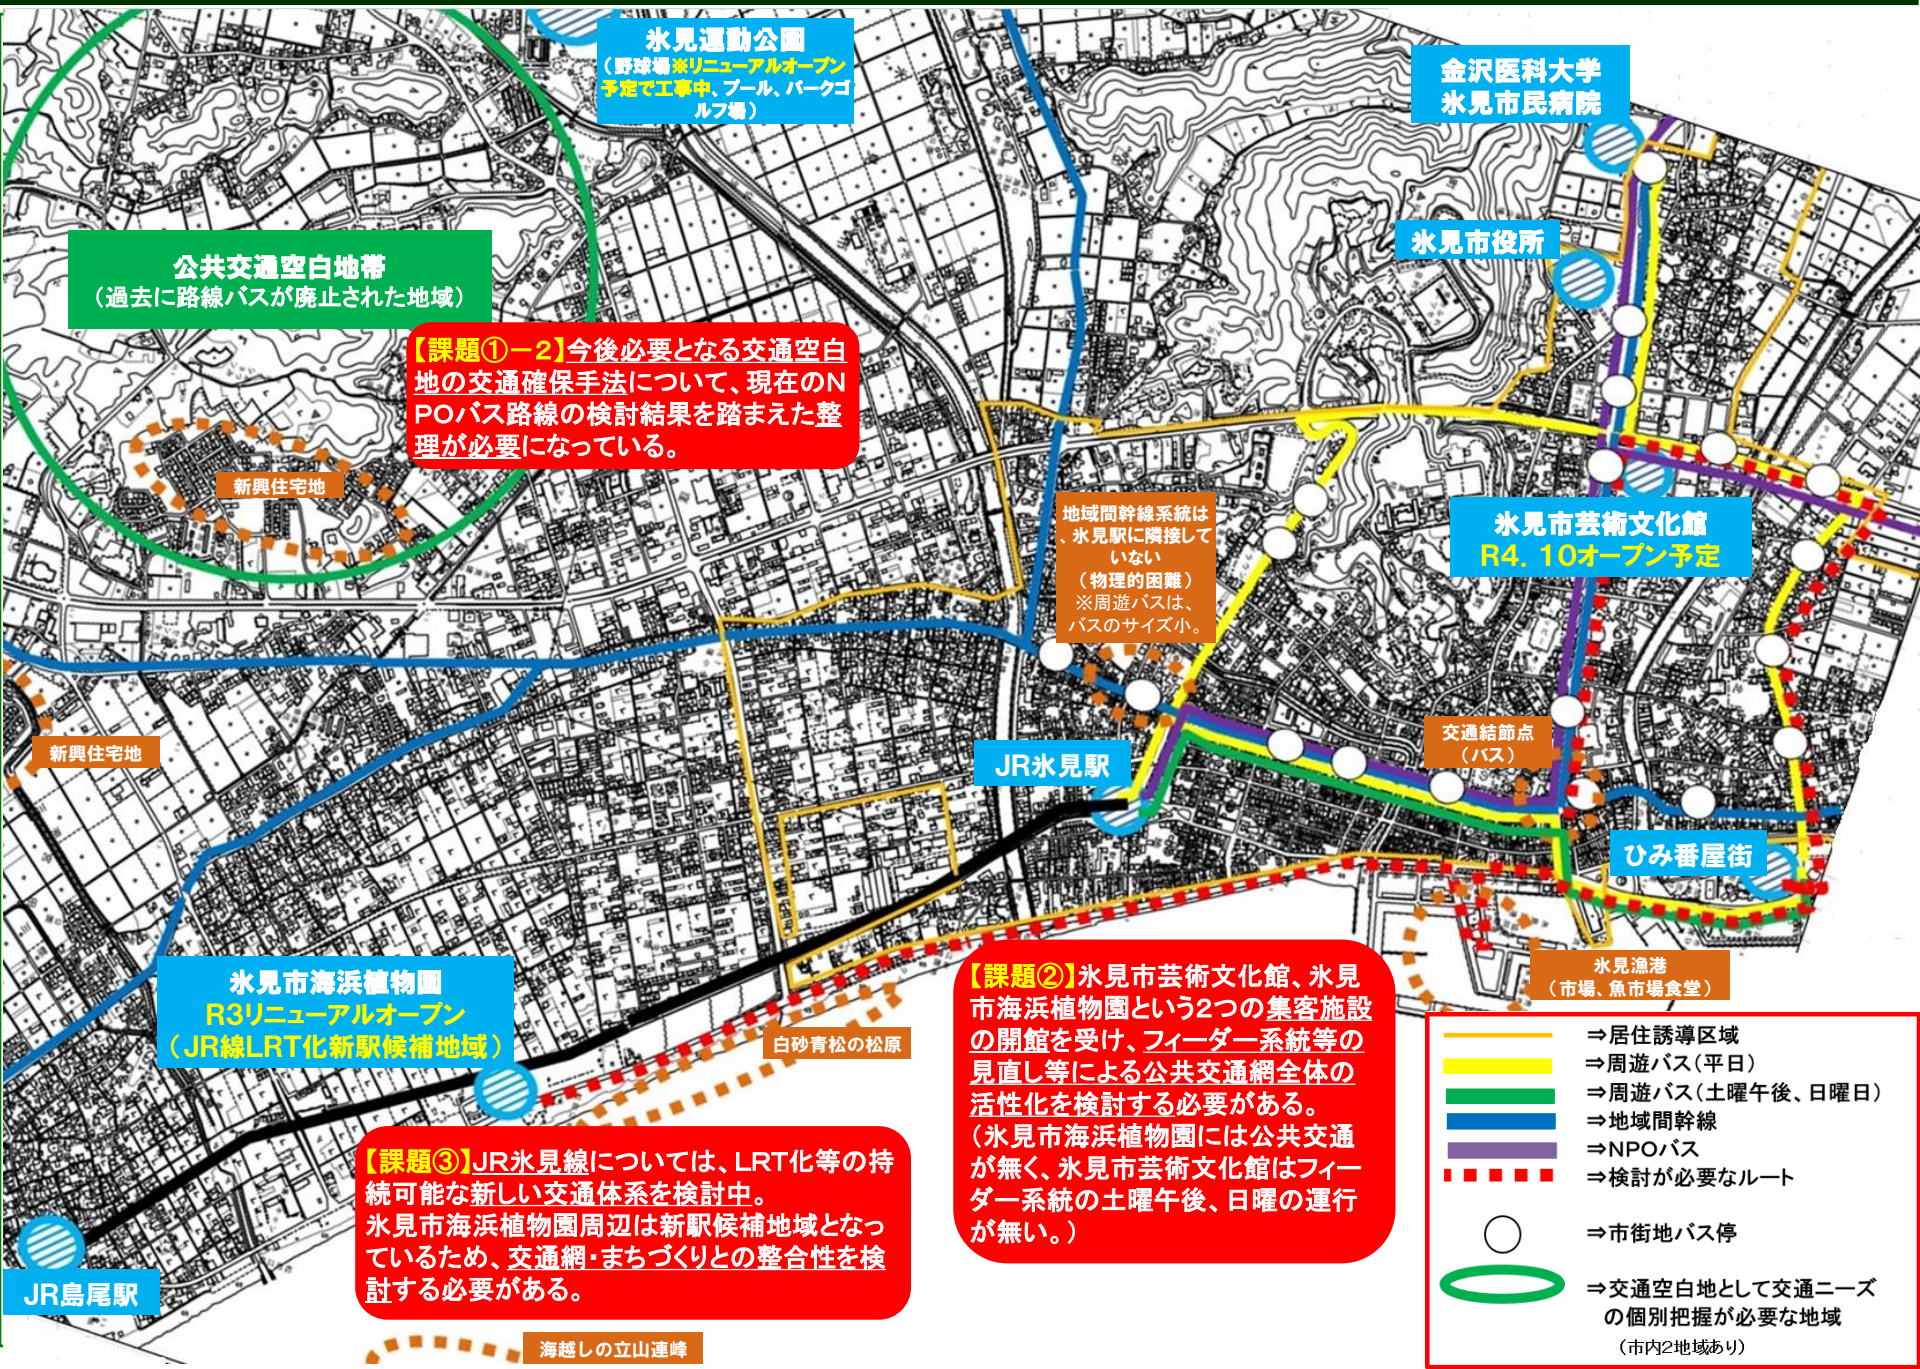 氷見運動公園
（野球場※リニューアルオープン
予定で工事中、プール、パークゴ
ルフ場）
金沢医科大学
氷見市民病院
氷見市役所
公共交通空白地帯
（過去に路線バスが廃止された地域）
【課題①－２】今後必要となる交通空白
地の交通確保手法について、現在のN
POバス路線の検討結果を踏まえた整
理が必要になっている。
新興住宅地
地域間幹線系統は
、氷見駅に隣接して
いない
（物理的困難）
※周遊バスは、
バスのサイズ小。
氷見市芸術文化館
R4．10オープン予定
新興住宅地
JR氷見駅
交通結節点
（バス）
ひみ番屋街
氷見市海浜植物園
R3リニューアルオープン
（JR線LRT化新駅候補地域）
白砂青松の松原
【課題②】氷見市芸術文化館、氷見
市海浜植物園という2つの集客施設
の開館を受け、フィーダー系統等の
見直し等による公共交通網全体の
活性化を検討する必要がある。
（氷見市海浜植物園には公共交通
が無く、氷見市芸術文化館はフィー
ダー系統の土曜午後、日曜の運行
が無い。）
氷見漁港
（市場、魚市場食堂）
【課題③】JR氷見線については、LRT化等の持
続可能な新しい交通体系を検討中。
氷見市海浜植物園周辺は新駅候補地域となっ
ているため、交通網・まちづくりとの整合性を検
討する必要がある。
JR島尾駅
海越しの立山連峰
⇒居住誘導区域
⇒周遊バス（平日）
⇒周遊バス（土曜午後、日曜日）
⇒地域間幹線
⇒NPOバス
⇒検討が必要なルート
⇒市街地バス停
⇒交通空白地として交通ニーズ
の個別把握が必要な地域
（市内2地域あり）